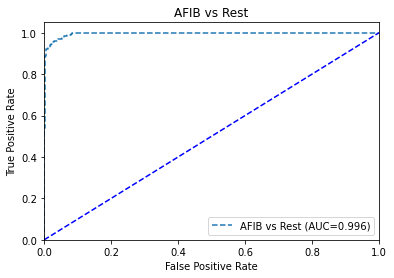 AFIB vs Rest
1.0
0.8
0.6
0.4
0.2
0.0
True Positive Rate
AFIB vs Rest (AUC=0.996)
0.0 0.2 0.4 0.6 0.8 1.0
False Positive Rate